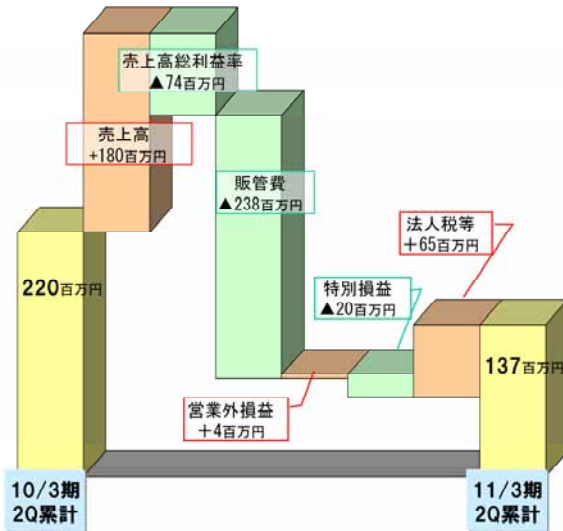 売上高総利益率
▲74百万円
売上高
+180百万円
販管費
▲238百万円
法人税等
+65百万円
特別損益
▲20百万円
220百万円
137百万円
営業外損益
+4百万円
10/3期
2Q累計
11/3期
2Q累計